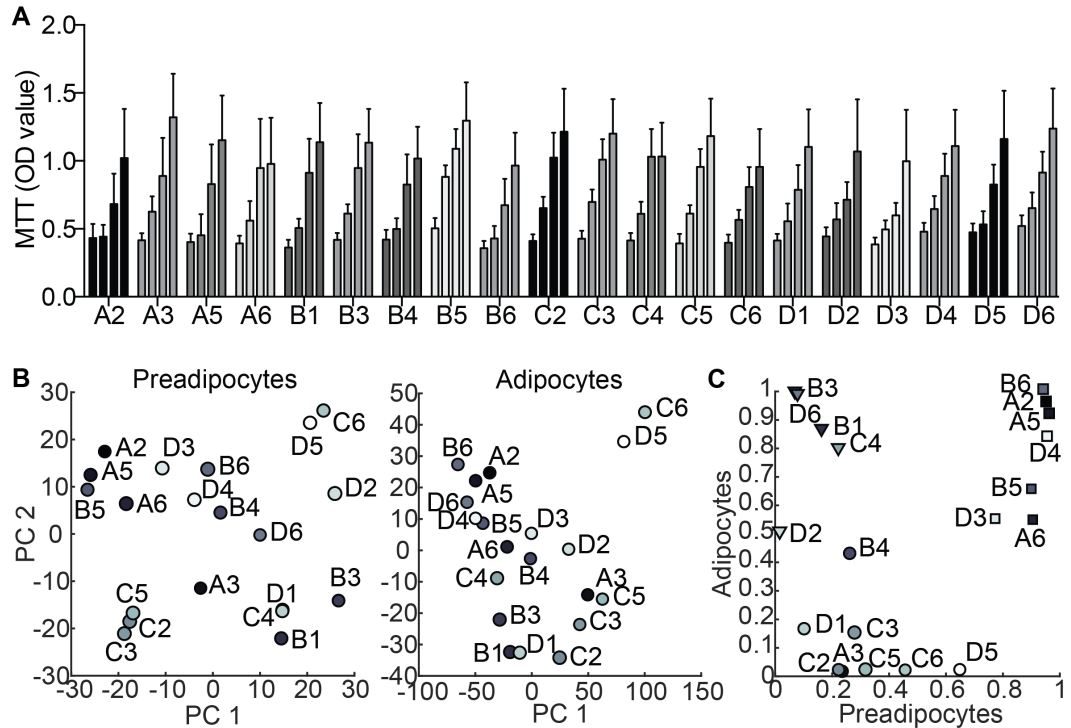 A
MTT (OD value)
2.0
1.5
1.0
0.5
0.0
A2 A3 A5 A6 B1 B3 B4 B5 B6 C2 C3 C4 C5 C6 D1 D2 D3 D4 D5 D6
B
Preadipocytes
PC 2
30
20
10
0
-10
-20
-30
C6
D5
A2
D3
A5
B6
B5
A6
D4
D2
B4
D6
A3
B3
C5
D1
C2
C4
C3
B1
-30 -20 -10 0 10 20 30
PC 1
Adipocytes
50
40
30
20
10
0
-10
-20
-30
-40
C6
D5
B6
A2
A5
D6
D4
B5
D3
A6
D2
B4
C4
A3
C5
B3
C3
B1
D1
C2
-100 -50 0 50 100 150
PC 1
C
Adipocytes
1
0.9
0.8
0.7
0.6
0.5
0.4
0.3
0.2
0.1
0
B3
D6
B1
C4
B6
A2
A5
D4
B5
D3
A6
D2
B4
D1
C3
C2
A3
C5
C6
D5
0 0.2 0.4 0.6 0.8 1
Preadipocytes